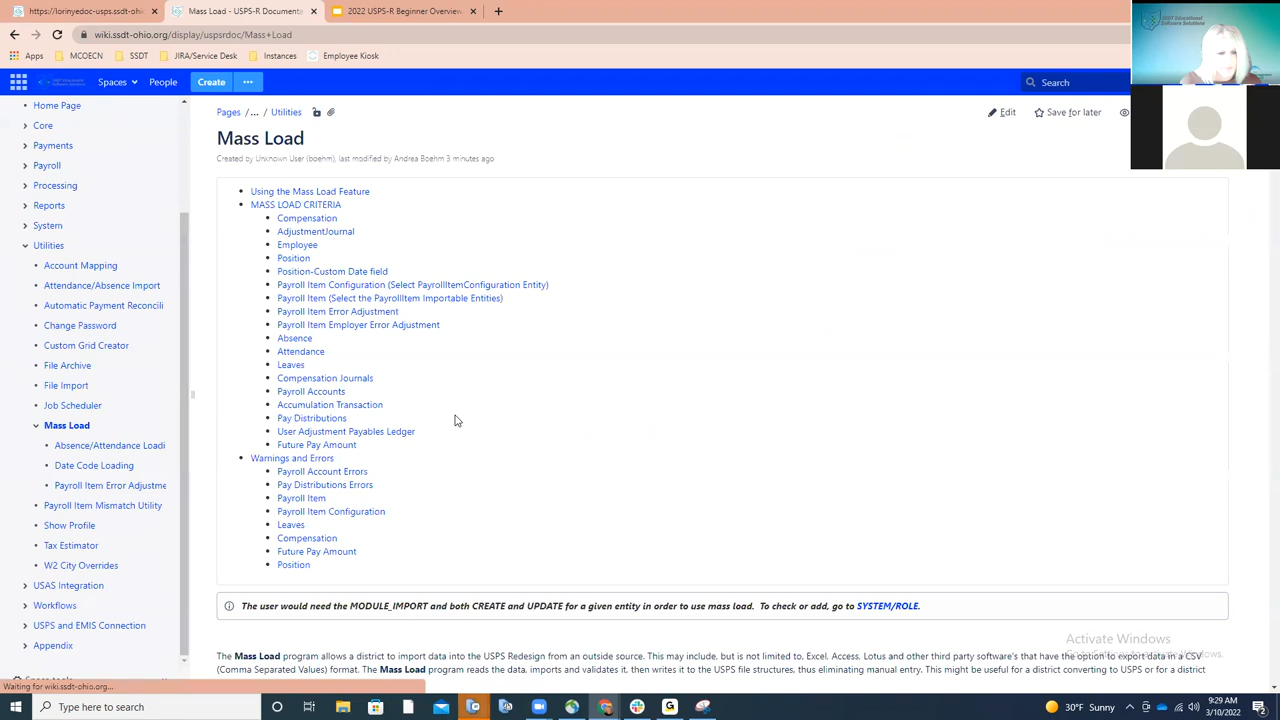 http://lorinyedwards.com/demo/
Mass Load - USPS-R Documentat
2022 USPS-R Beginner Overview
SSDT Educational
Software Solutions
wiki.ssdt-ohio.org/display/uspsrdoc/Mass+Load
Apps MCOECN SSDT JIRA/Service Desk Instances Employee Kiosk
Spaces People Create ··· Search
Home Page
Core
Payments
Payroll
Processing
Reports
System
Utilities
Account Mapping
Attendance/Absence Import
Automatic Payment Reconcili
Change Password
Custom Grid Creator
File Archive
File Import
Job Scheduler
Mass Load
Absence/Attendance Loadi
Date Code Loading
Payroll Item Error Adjustme
Payroll Item Mismatch Utility
Show Profile
Tax Estimator
W2 City Overrides
USAS Integration
Workflows
USPS and EMIS Connection
Appendix
Pages / ... / Utilities
Edit Save for later
Mass Load
Created by Unknown User (boehm), last modified by Andrea Boehm 3 minutes ago
Using the Mass Load Feature
MASS LOAD CRITERIA
Compensation
AdjustmentJournal
Employee
Position
Position-Custom Date field
Payroll Item Configuration (Select PayrollItemConfiguration Entity)
Payroll Item (Select the PayrollItem Importable Entities)
Payroll Item Error Adjustment
Payroll Item Employer Error Adjustment
Absence
Attendance
Leaves
Compensation Journals
Payroll Accounts
Accumulation Transaction
Pay Distributions
User Adjustment Payables Ledger
Future Pay Amount
Warnings and Errors
Payroll Account Errors
Pay Distributions Errors
Payroll Item
Payroll Item Configuration
Leaves
Compensation
Future Pay Amount
Position
The user would need the MODULE_IMPORT and both CREATE and UPDATE for a given entity in order to use mass load. To check or add, go to SYSTEM/ROLE.
Activate Windows
The Mass Load program allows a district to import data into the USPS Redesign from an outside source. This may include, but is not limited to, Excel, Access, Lotus and other third party software's that have the option to export data in a CSV
(Comma Separated Values) format. The Mass Load program reads the data, imports and validates it, then writes it to the USPS file structures, thus eliminating manual entry. This might be useful for a district converting to USPS or for a district
Waiting for wiki.ssdt-ohio.org...
Type here to search
30°F Sunny
9:29 AM
3/10/2022
2